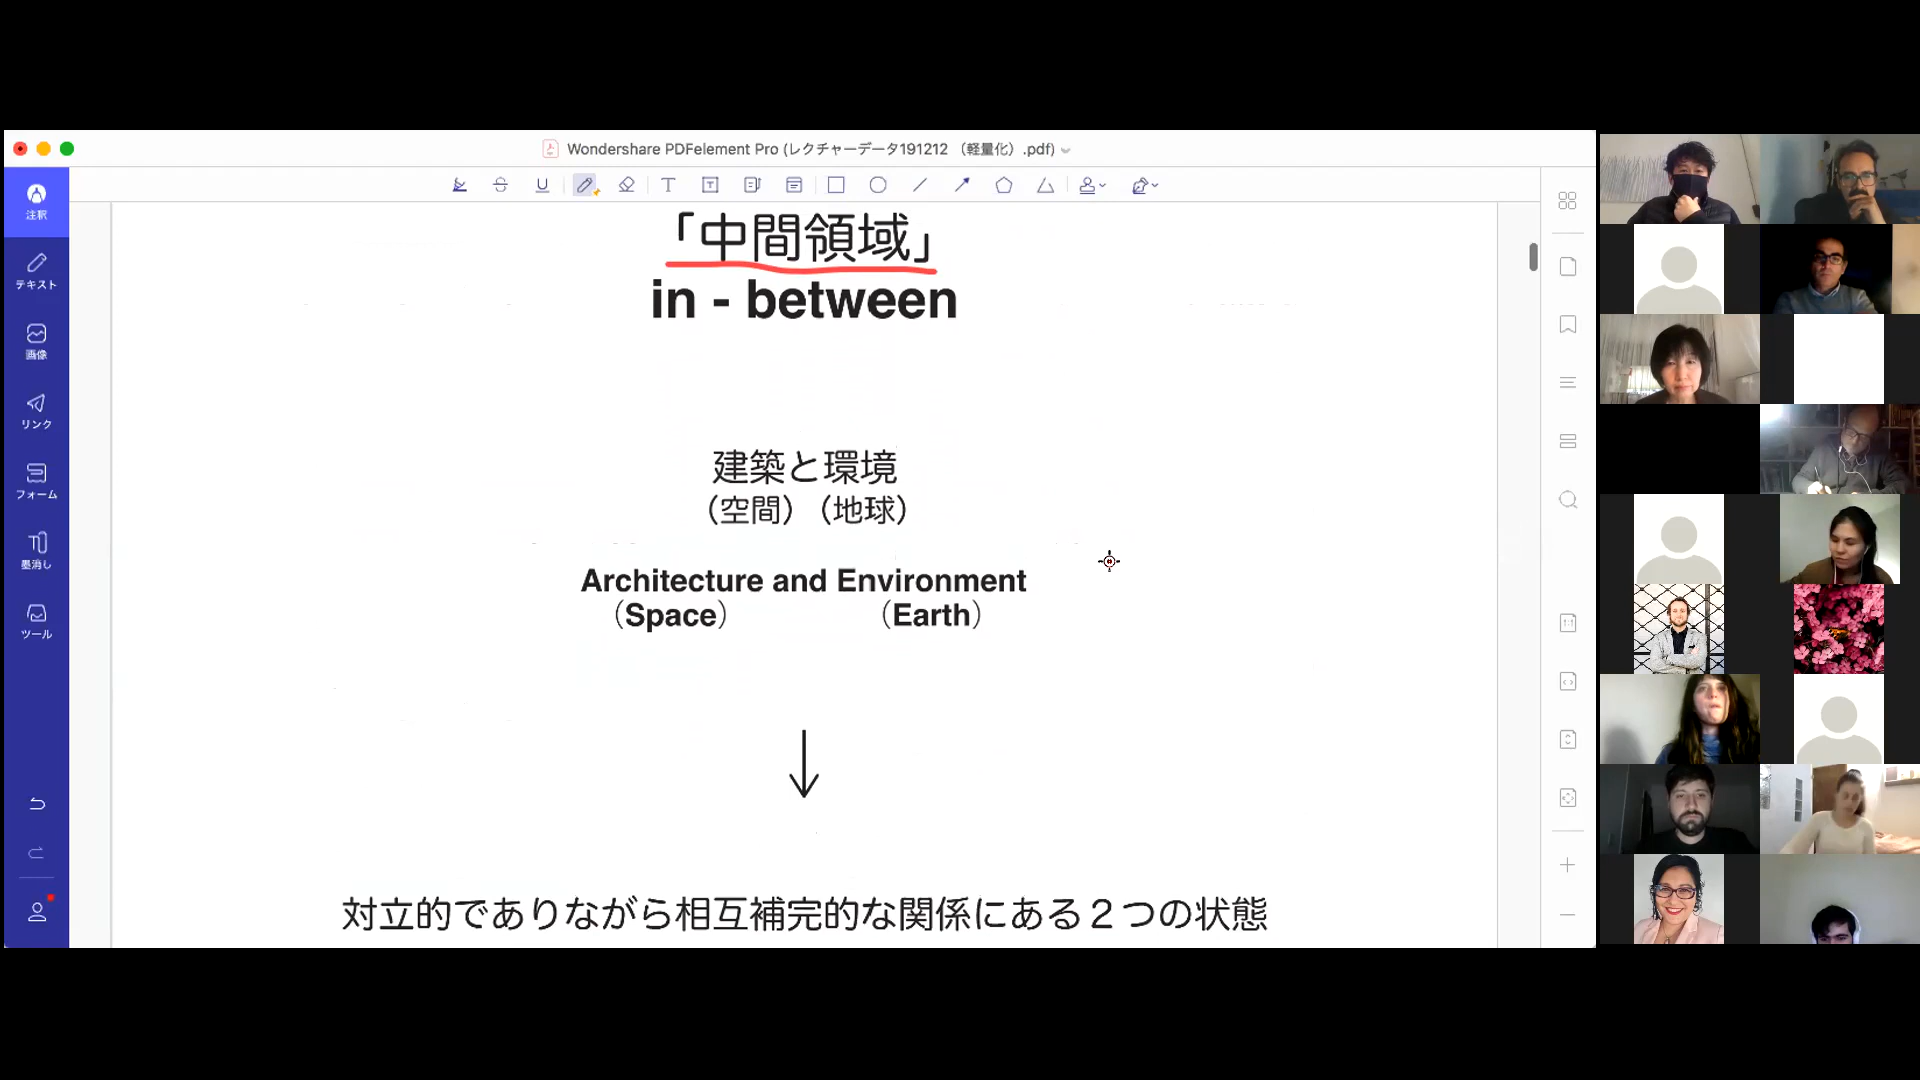 Wondershare PDFelement Pro (レクチャーデータ191212 （軽量化）.pdf)
注釈
テキスト
画像
リンク
フォーム
墨消し
ツール
「中間領域」
in - between
建築と環境
（空間）（地球）
Architecture and Environment
（Space） （Earth）
↓
対立的でありながら相互補完的な関係にある２つの状態